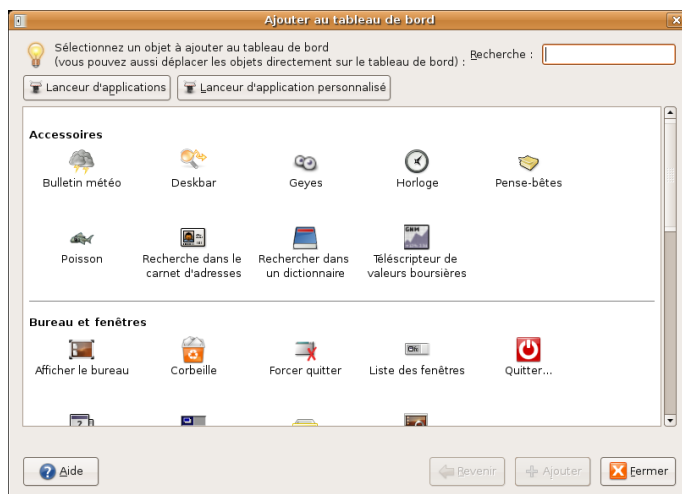 Ajouter au tableau de bord
Sélectionnez un objet à ajouter au tableau de bord
(vous pouvez aussi déplacer les objets directement sur le tableau de bord) :
Recherche :
Lanceur d'applications
Lanceur d'application personnalisé
Accessoires
Bulletin météo
Deskbar
Geyes
Horloge
Pense-bêtes
Poisson
Recherche dans le
carnet d'adresses
Rechercher dans
un dictionnaire
GNM
Téléscripteur de
valeurs boursières
Bureau et fenêtres
Afficher le bureau
Corbeille
Forcer quitter
Liste des fenêtres
Quitter...
Aide
Revenir
Ajouter
Fermer